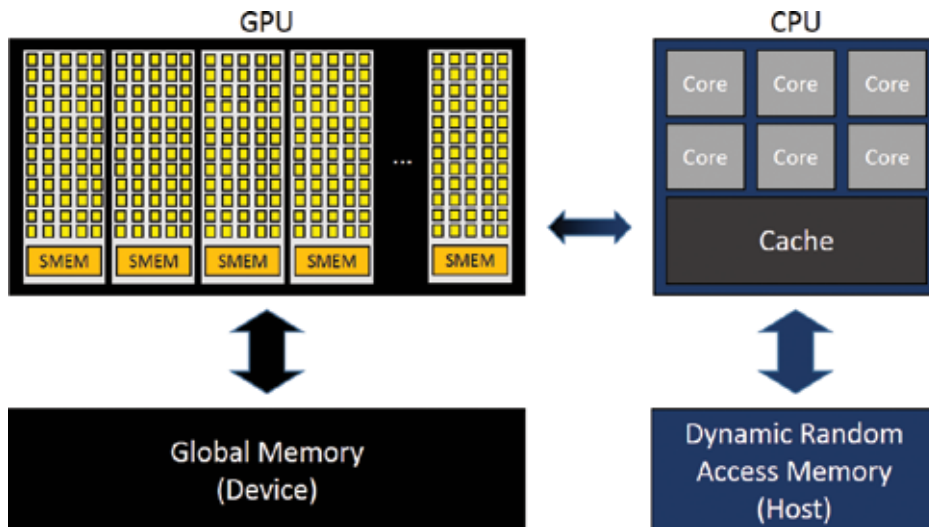 GPU
CPU
Core Core Core
Core Core Core
...
Cache
SMEM SMEM SMEM SMEM SMEM
Global Memory
(Device)
Dynamic Random
Access Memory
(Host)